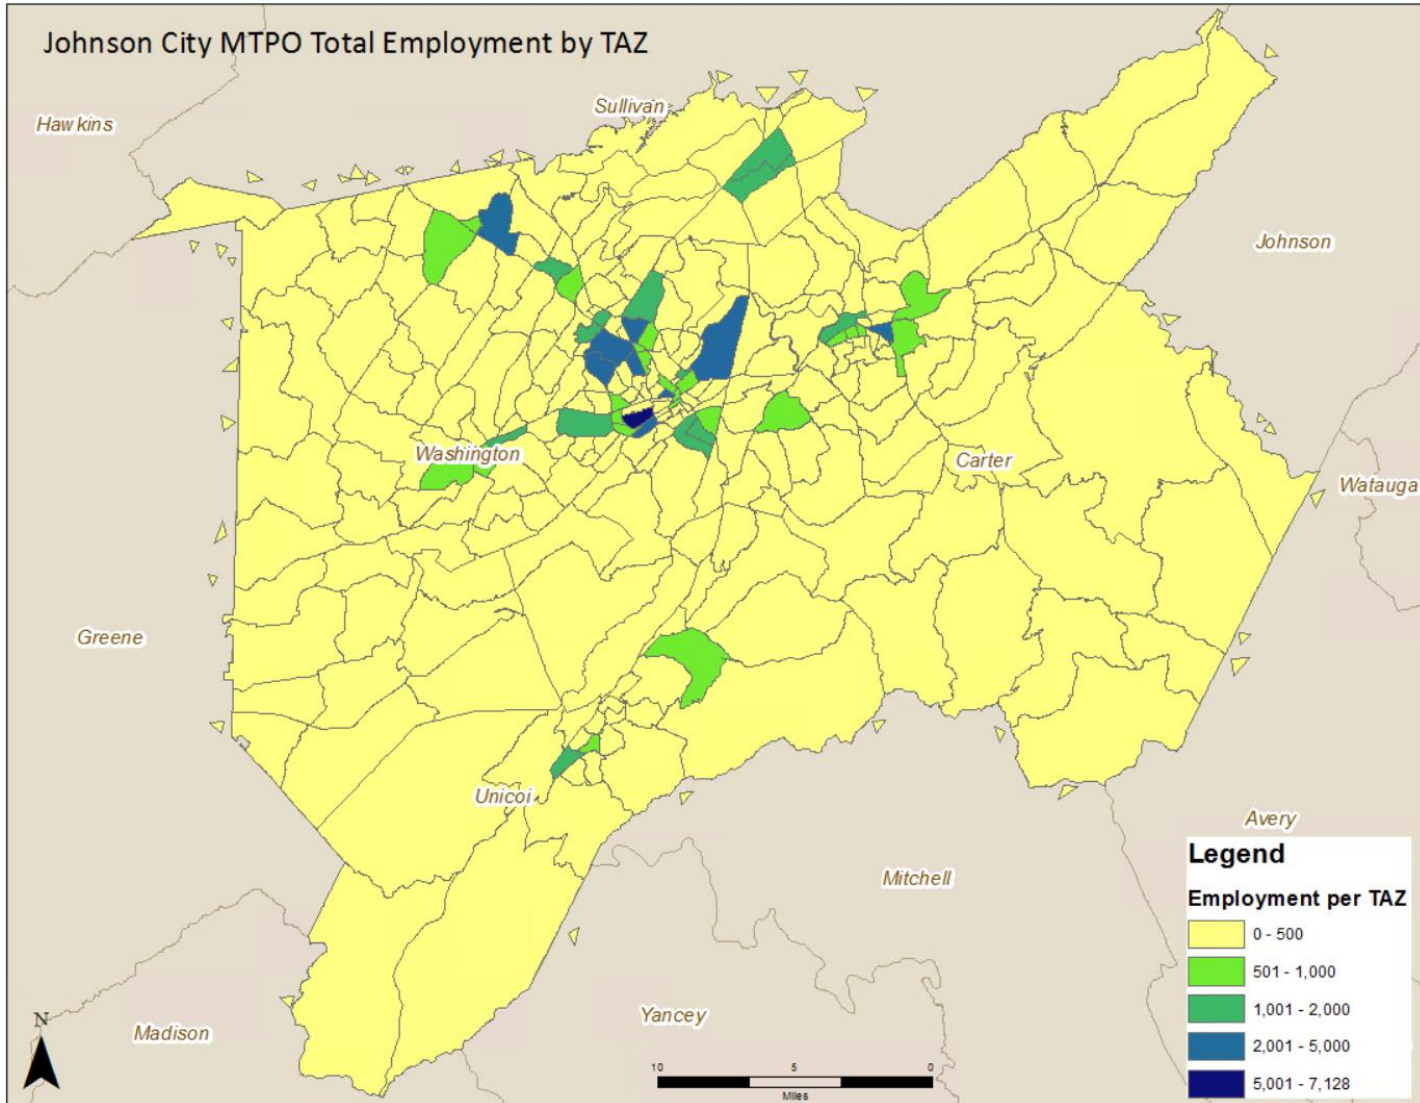 Johnson City MTPO Total Employment by TAZ
Sullivan
Hawkins
Johnson
Washington
Carter
Watauga
Greene
Unicoi
Avery
Mitchell
Yancey
Madison
N
10 5 0
Miles
Legend
Employment per TAZ
0 - 500
501 - 1,000
1,001 - 2,000
2,001 - 5,000
5,001 - 7,128